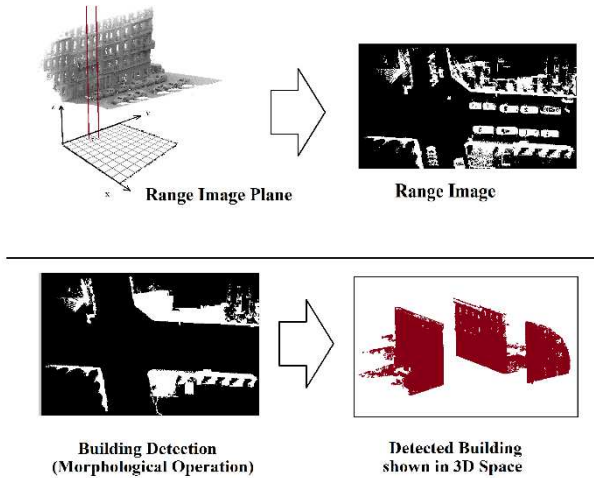 z
y
x
Range Image Plane
Range Image
Building Detection
(Morphological Operation)
Detected Building
shown in 3D Space